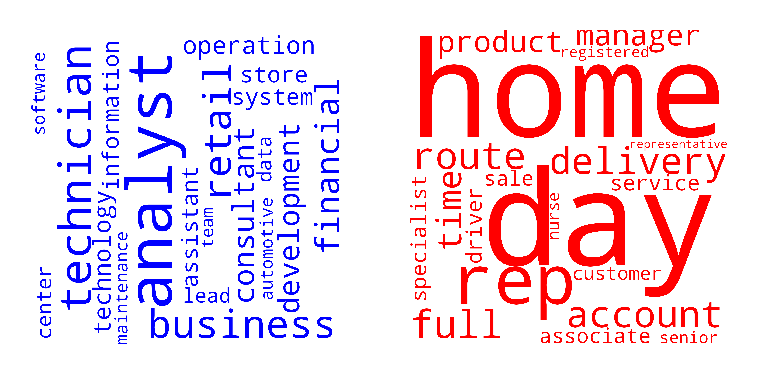 software
center
technician
technology
information
maintenance
analyst
operation
store
system
retail
assistant
team
consultant
data
automotive
development
financial
lead
business
product
manager
registered
home
representative
route
delivery
sale
service
specialist
time
driver
day
nurse
rep
customer
full
account
associate
senior